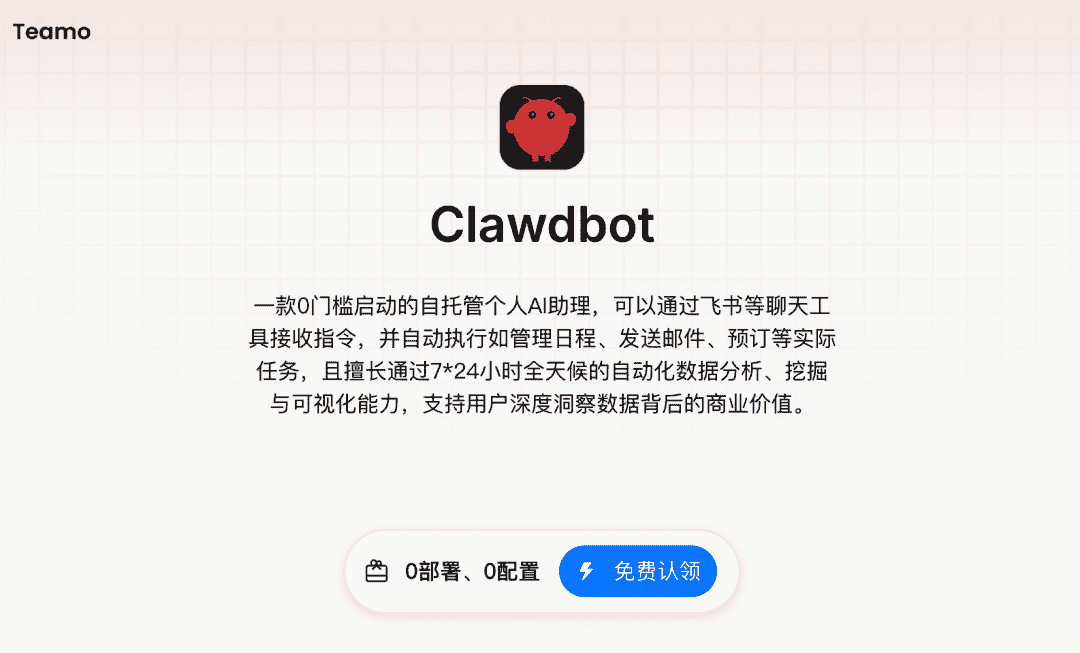 Teamo
Clawdbot
一款0门槛启动的自托管个人AI助理，可以通过飞书等聊天工
具接收指令，并自动执行如管理日程、发送邮件、预订等实际
任务，且擅长通过7*24小时全天候的自动化数据分析、挖掘
与可视化能力，支持用户深度洞察数据背后的商业价值。
0部署、0配置 免费认领